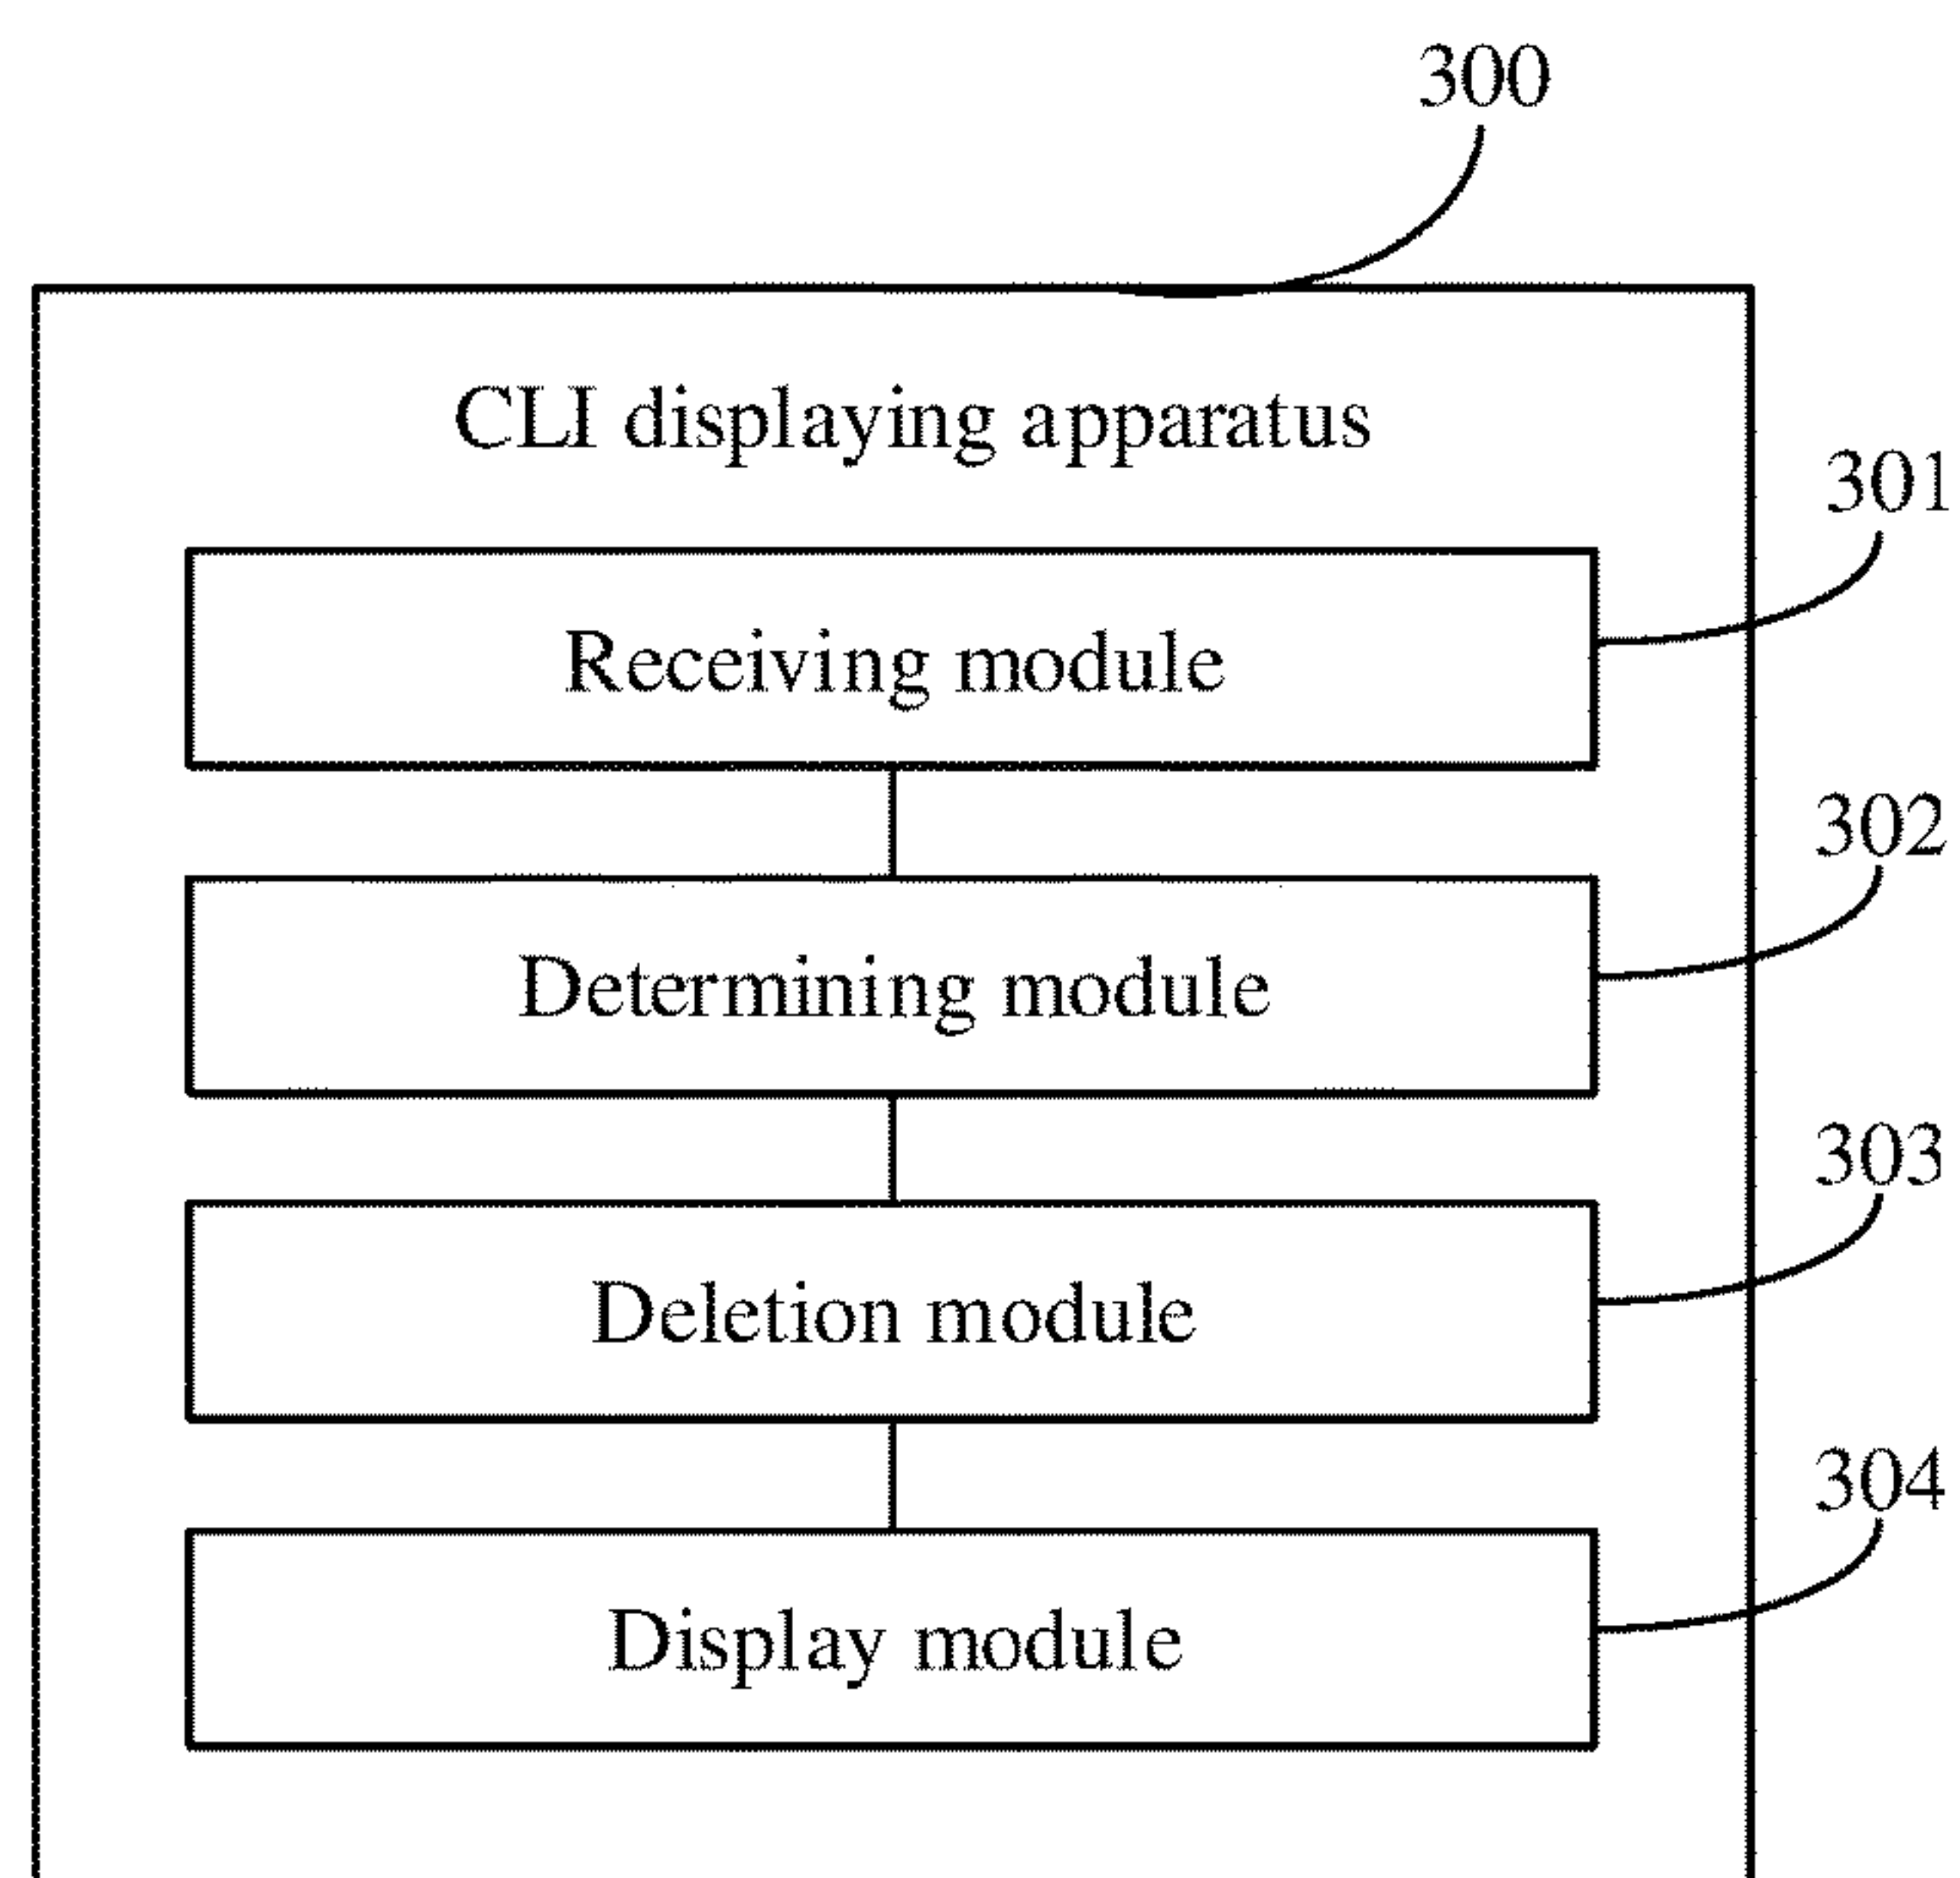 300
CLI displaying apparatus
301
Receiving module
302
Determining module
303
Deletion module
304
Display module